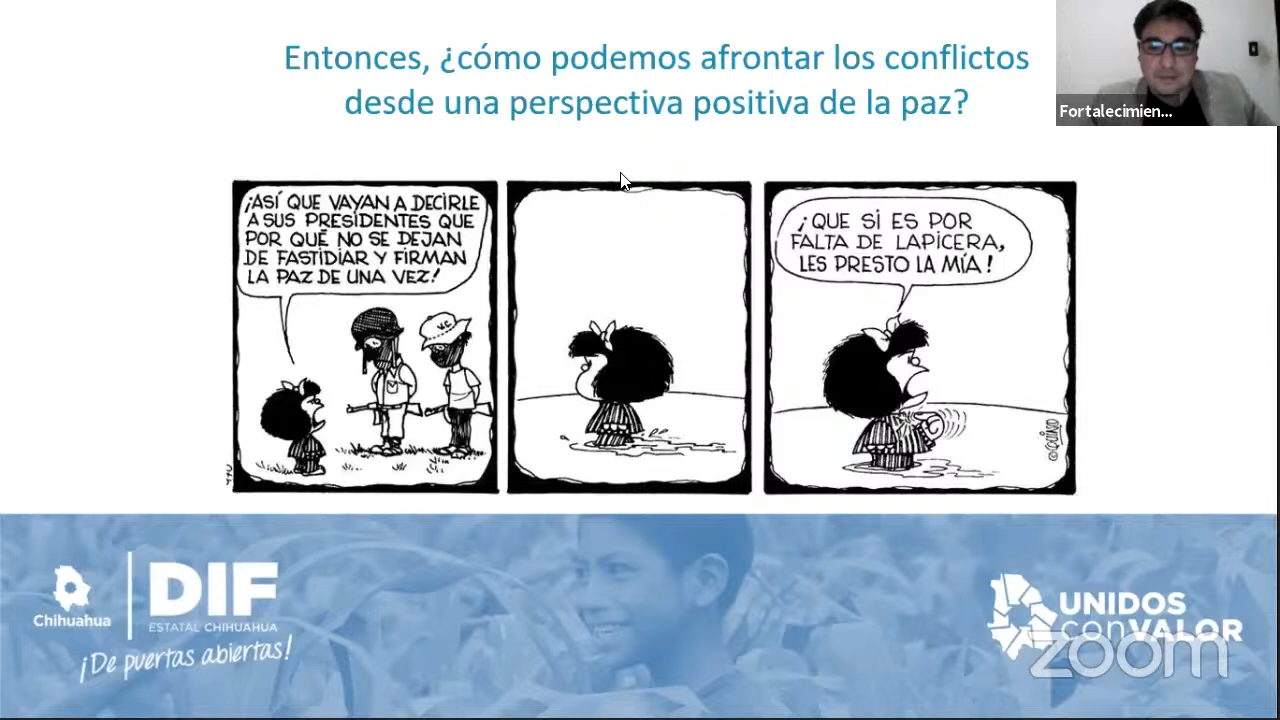 Entonces, ¿cómo podemos afrontar los conflictos
desde una perspectiva positiva de la paz?
Fortalecimien...
¡ASÍ QUE VAYAN A DECIRLE
A SUS PRESIDENTES QUE
POR QUÉ NO SE DEJAN
DE FASTIDIAR Y FIRMAN
LA PAZ DE UNA VEZ!
V.C.
¡QUE SI ES POR
FALTA DE LAPICERA,
LES PRESTO LA MÍA!
©QUINO
Chihuahua
DIF
ESTATAL CHIHUAHUA
¡De puertas abiertas!
UNIDOS
conVALOR
zoom